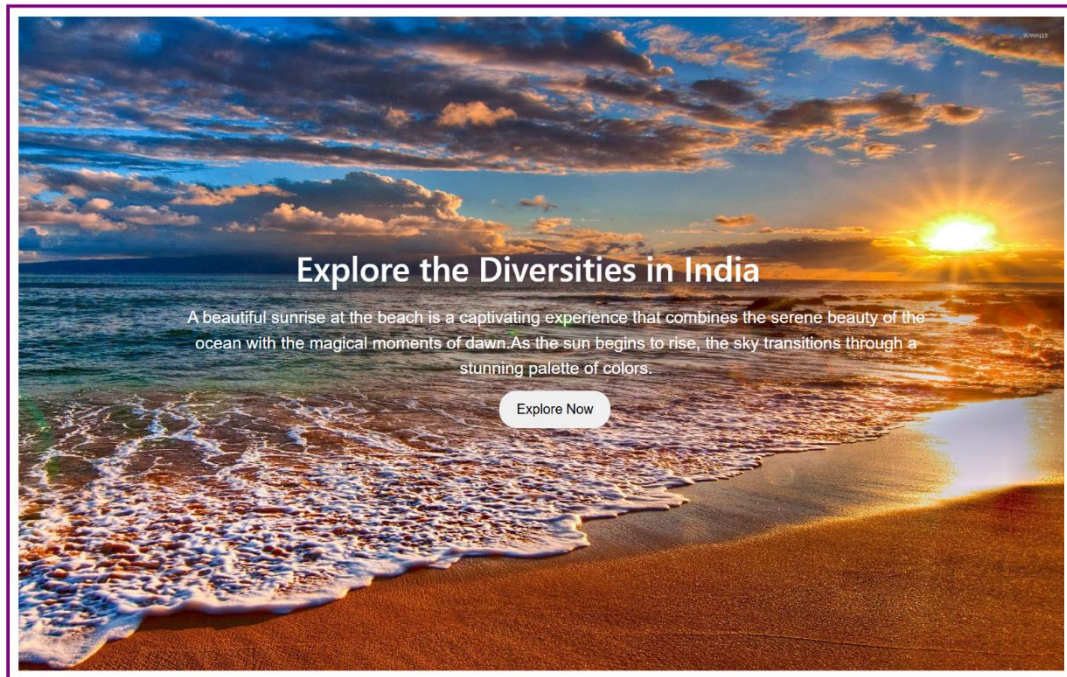 SUWALLS
Explore the Diversities in India
A beautiful sunrise at the beach is a captivating experience that combines the serene beauty of the
ocean with the magical moments of dawn.As the sun begins to rise, the sky transitions through a
stunning palette of colors.
Explore Now